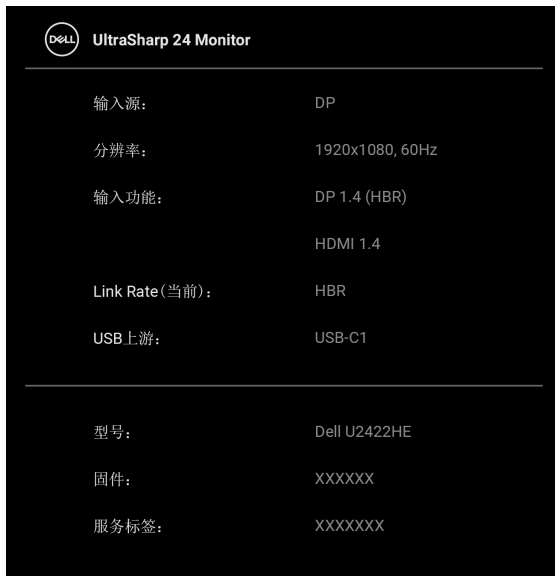 DELL UltraSharp 24 Monitor
输入源： DP
分辨率： 1920x1080, 60Hz
输入功能： DP 1.4 (HBR)
HDMI 1.4
Link Rate(当前)： HBR
USB上游： USB-C1
型号： Dell U2422HE
固件： XXXXXX
服务标签： XXXXXXX